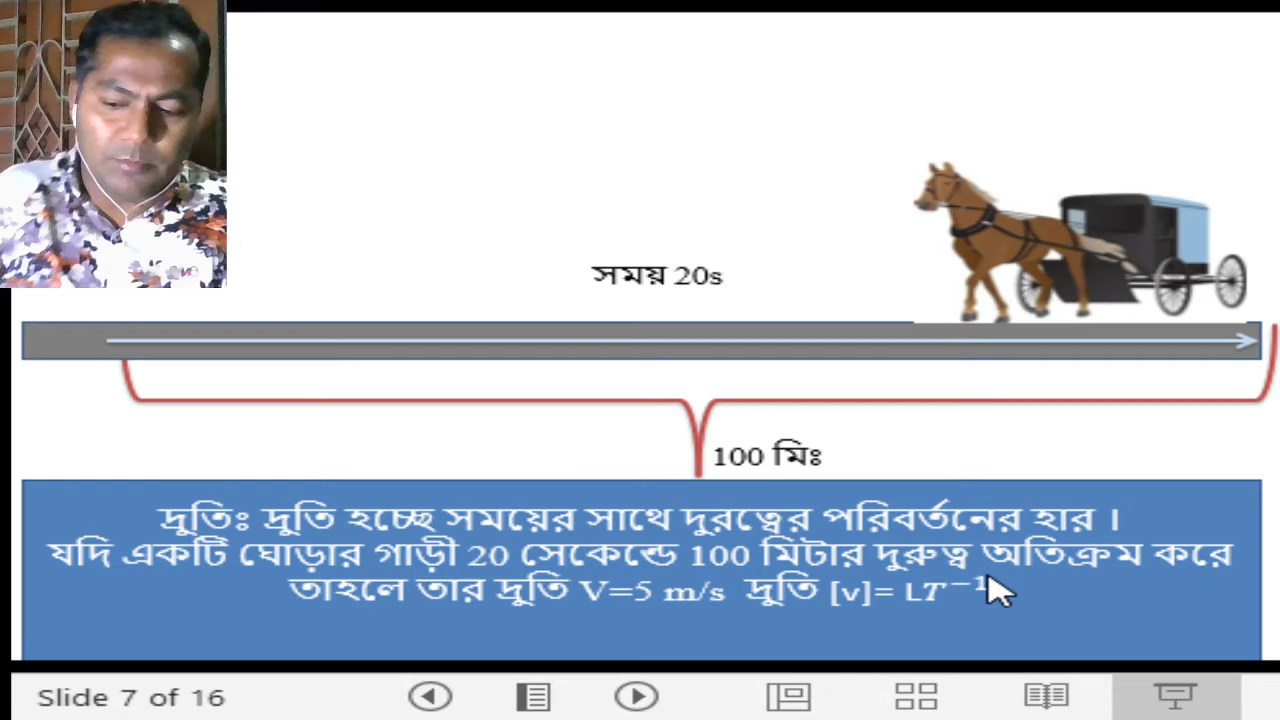 সময় 20s
100 মিঃ
দ্রুতিঃ দ্রুতি হচ্ছে সময়ের সাথে দুরত্বের পরিবর্তনের হার ।
যদি একটি ঘোড়ার গাড়ী 20 সেকেন্ডে 100 মিটার দুরুত্ব অতিক্রম করে
তাহলে তার দ্রুতি V=5 m/s দ্রুতি [v]= LT⁻¹
Slide 7 of 16